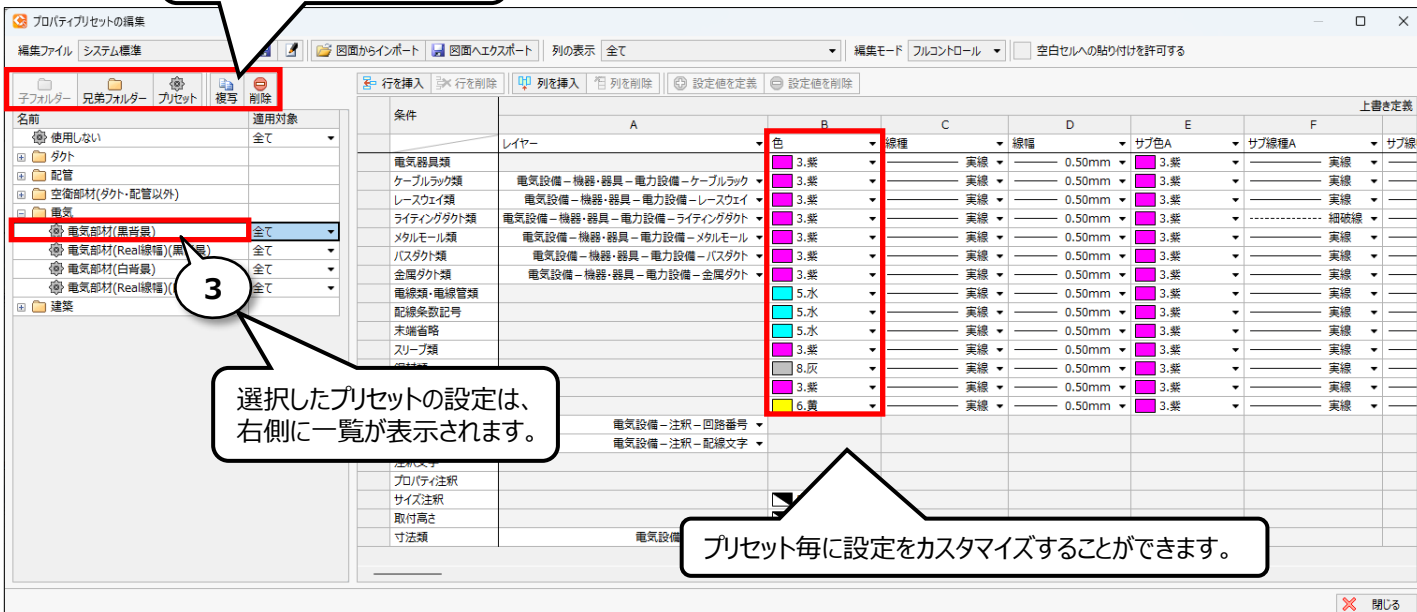 プロパティプリセットの編集
編集ファイル システム標準 図面からインポート 図面へエクスポート 列の表示 全て 編集モード フルコントロール 空白セルへの貼り付けを許可する
子フォルダー 兄弟フォルダー プリセット 複写 削除
行を挿入 行を削除 列を挿入 列を削除 設定値を定義 設定値を削除
名前 適用対象
使用しない 全て
ダクト
配管
空衛部材(ダクト・配管以外)
電気
電気部材(黒背景) 全て
電気部材(Real線幅)(黒 景) 全て
電気部材(白背景) 全て
電気部材(Real線幅)( 全て
建築
3
選択したプリセットの設定は、
右側に一覧が表示されます。
条件 上書き定義
A B C D E F
レイヤー 色 線種 線幅 サブ色A サブ線種A サブ線
電気器具類 3.紫 実線 0.50mm 3.紫 実線
ケーブルラック類 電気設備－機器・器具－電力設備－ケーブルラック 3.紫 実線 0.50mm 3.紫 実線
レースウェイ類 電気設備－機器・器具－電力設備－レースウェイ 3.紫 実線 0.50mm 3.紫 実線
ライティングダクト類 電気設備－機器・器具－電力設備－ライティングダクト 3.紫 実線 0.50mm 3.紫 細破線
メタルモール類 電気設備－機器・器具－電力設備－メタルモール 3.紫 実線 0.50mm 3.紫 実線
バスダクト類 電気設備－機器・器具－電力設備－バスダクト 3.紫 実線 0.50mm 3.紫 実線
金属ダクト類 電気設備－機器・器具－電力設備－金属ダクト 3.紫 実線 0.50mm 3.紫 実線
電線類・電線管類 5.水 実線 0.50mm 3.紫 実線
配線条数記号 5.水 実線 0.50mm 3.紫 実線
末端省略 5.水 実線 0.50mm 3.紫 実線
スリーブ類 3.紫 実線 0.50mm 3.紫 実線
8.灰 実線 0.50mm 3.紫 実線
3.紫 実線 0.50mm 3.紫 実線
6.黄 実線 0.50mm 3.紫 実線
電気設備－注釈－回路番号
電気設備－注釈－配線文字
注釈文字
プロパティ注釈
サイズ注釈
取付高さ
寸法類 電気設備
プリセット毎に設定をカスタマイズすることができます。
閉じる